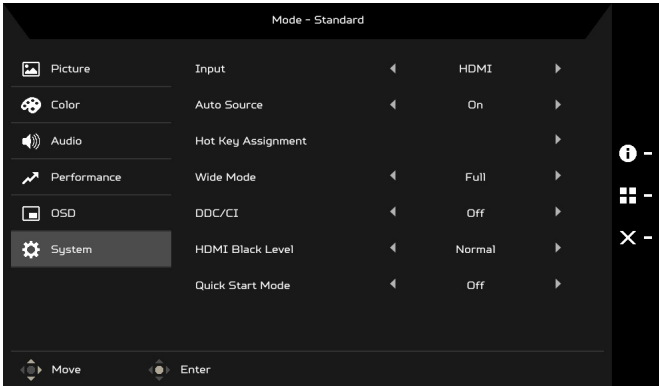 Mode - Standard
Picture
Input HDMI
Color
Auto Source On
Audio
Hot Key Assignment
Performance
Wide Mode Full
OSD
DDC/CI Off
System
HDMI Black Level Normal
Quick Start Mode Off
Move Enter